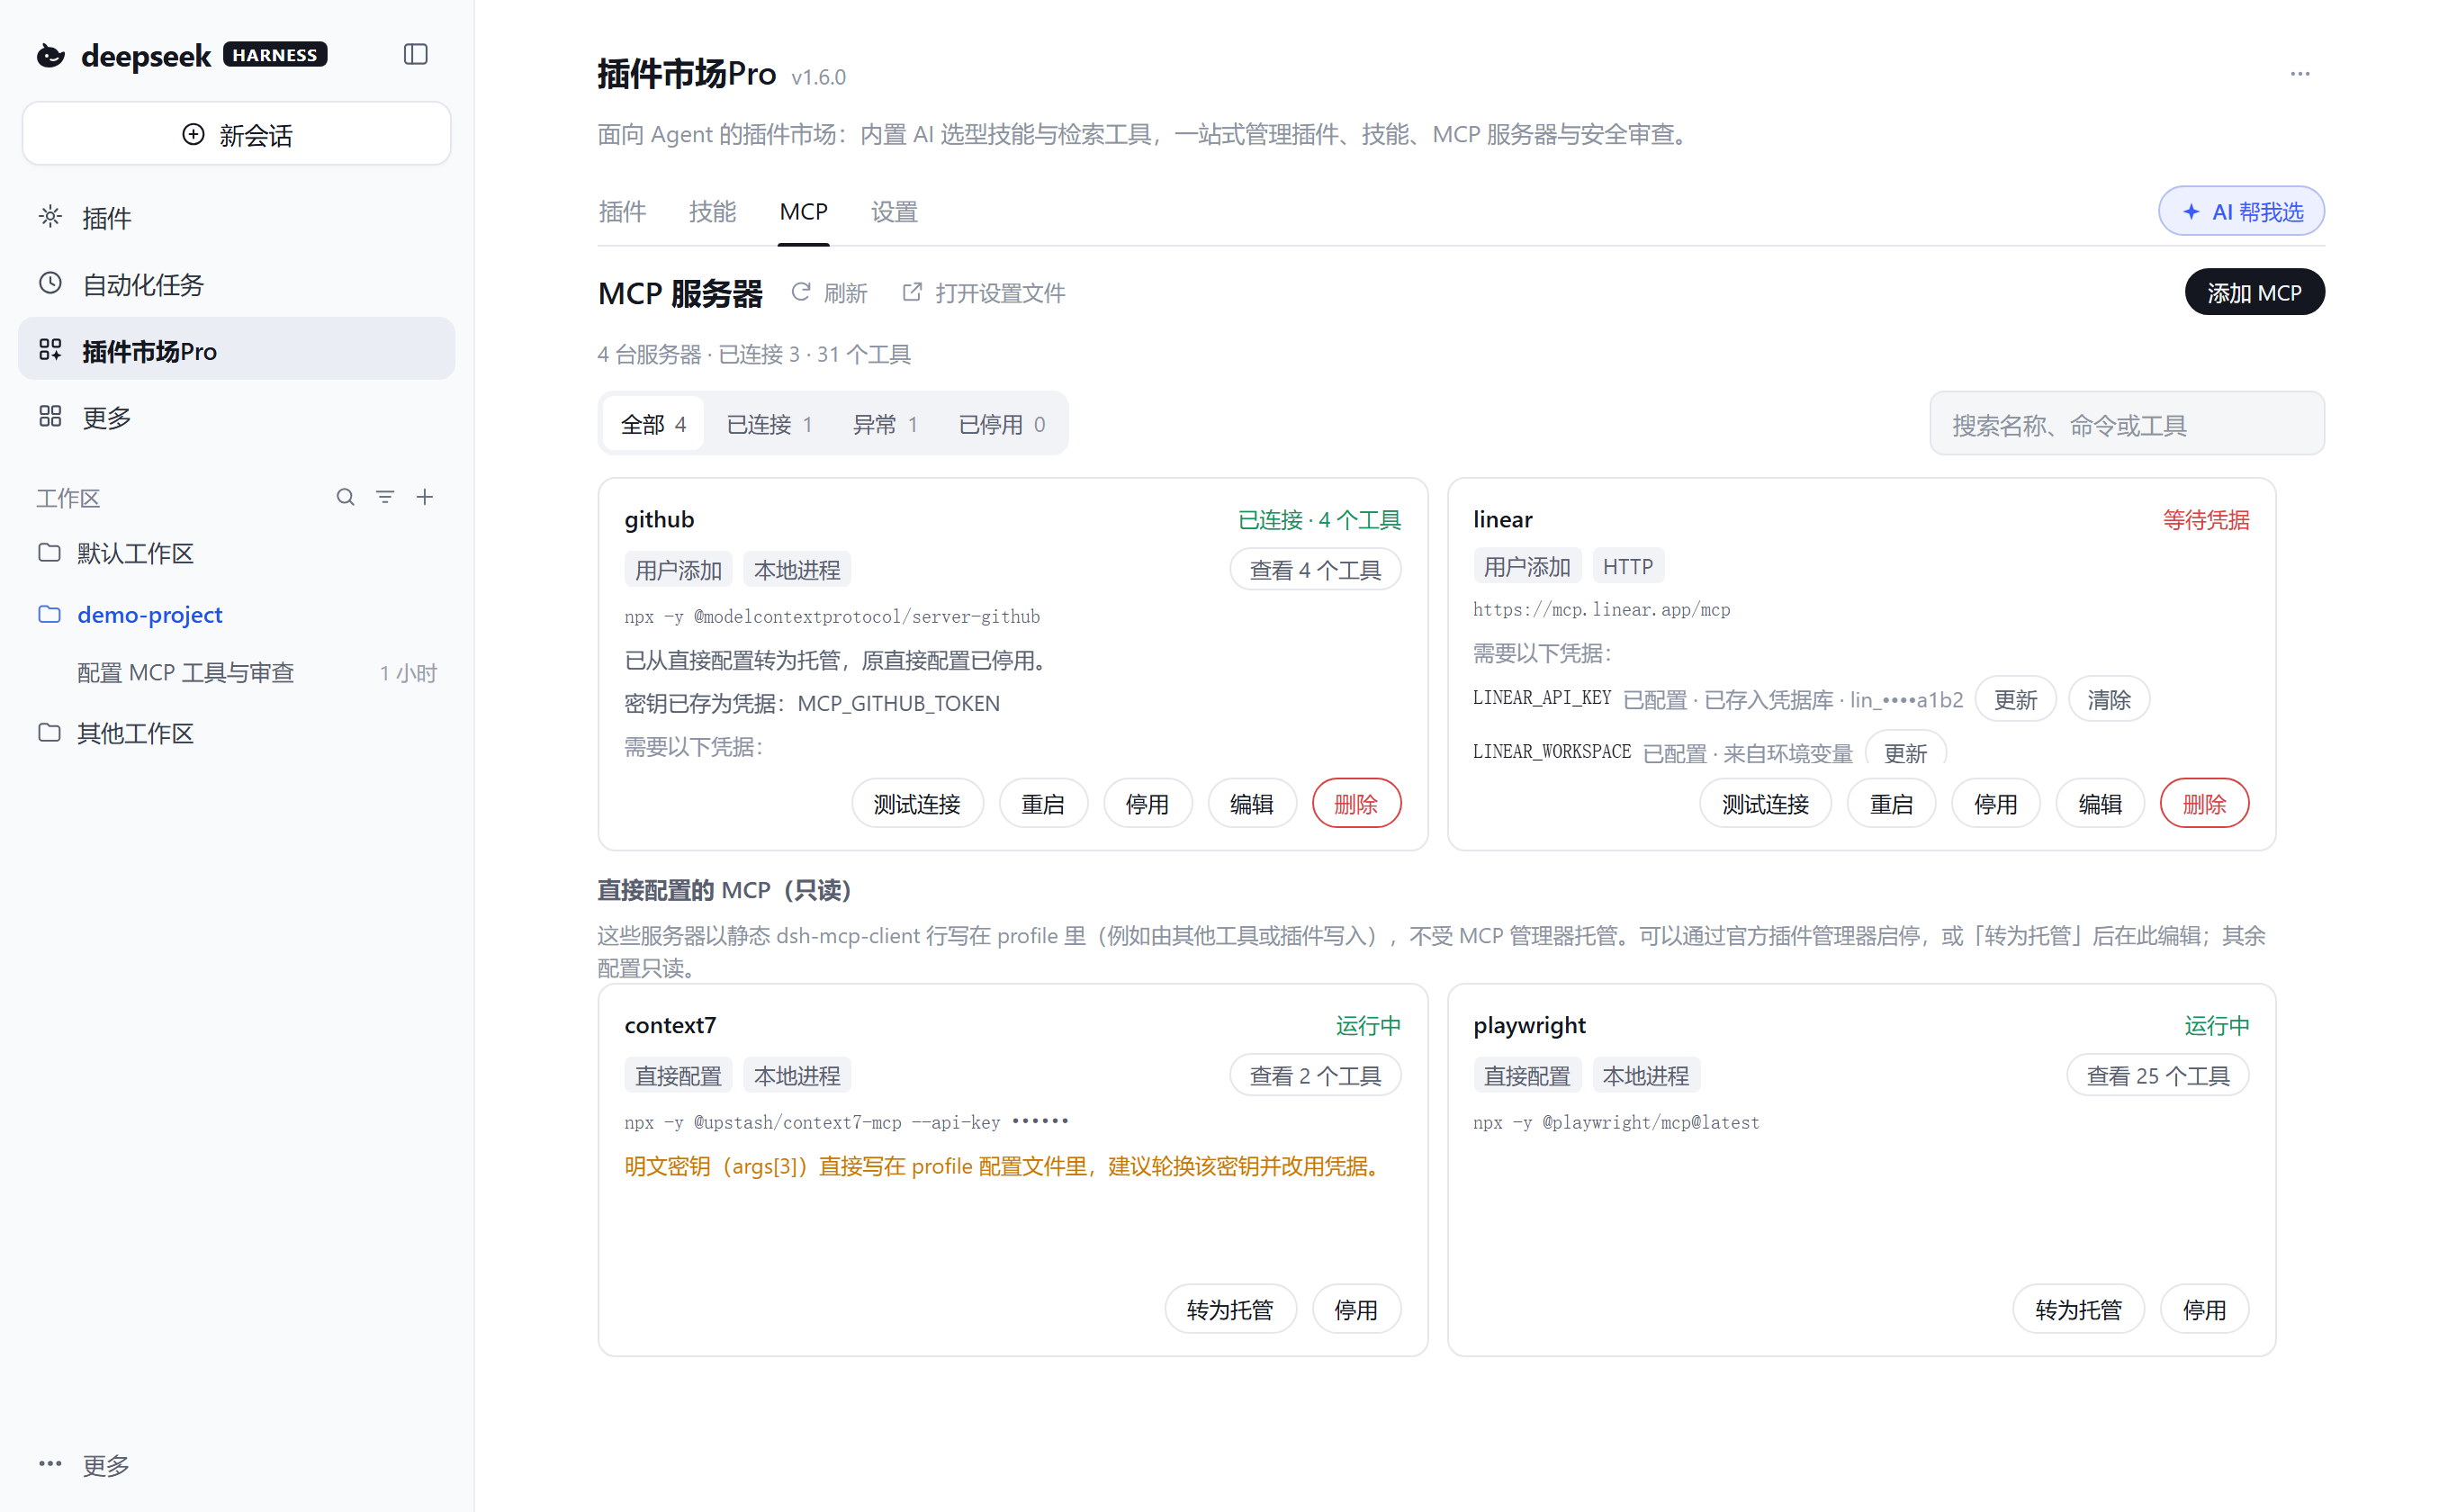 deepseek HARNESS
新会话
插件
自动化任务
插件市场Pro
更多
工作区
默认工作区
demo-project
配置 MCP 工具与审查 1 小时
其他工作区
更多
插件市场Pro v1.6.0
面向 Agent 的插件市场：内置 AI 选型技能与检索工具，一站式管理插件、技能、MCP 服务器与安全审查。
插件 技能 MCP 设置 AI 帮我选
MCP 服务器 刷新 打开设置文件 添加 MCP
4 台服务器 · 已连接 3 · 31 个工具
全部 4 已连接 1 异常 1 已停用 0 搜索名称、命令或工具
github 已连接 · 4 个工具
用户添加 本地进程 查看 4 个工具
npx -y @modelcontextprotocol/server-github
已从直接配置转为托管，原直接配置已停用。
密钥已存为凭据：MCP_GITHUB_TOKEN
需要以下凭据：
测试连接 重启 停用 编辑 删除
linear 等待凭据
用户添加 HTTP
https://mcp.linear.app/mcp
需要以下凭据：
LINEAR_API_KEY 已配置 · 已存入凭据库 · lin_••••a1b2 更新 清除
LINEAR_WORKSPACE 已配置 · 来自环境变量 更新
测试连接 重启 停用 编辑 删除
直接配置的 MCP（只读）
这些服务器以静态 dsh-mcp-client 行写在 profile 里（例如由其他工具或插件写入），不受 MCP 管理器托管。可以通过官方插件管理器启停，或「转为托管」后在此编辑；其余
配置只读。
context7 运行中
直接配置 本地进程 查看 2 个工具
npx -y @upstash/context7-mcp --api-key ••••••
明文密钥（args[3]）直接写在 profile 配置文件里，建议轮换该密钥并改用凭据。
转为托管 停用
playwright 运行中
直接配置 本地进程 查看 25 个工具
npx -y @playwright/mcp@latest
转为托管 停用